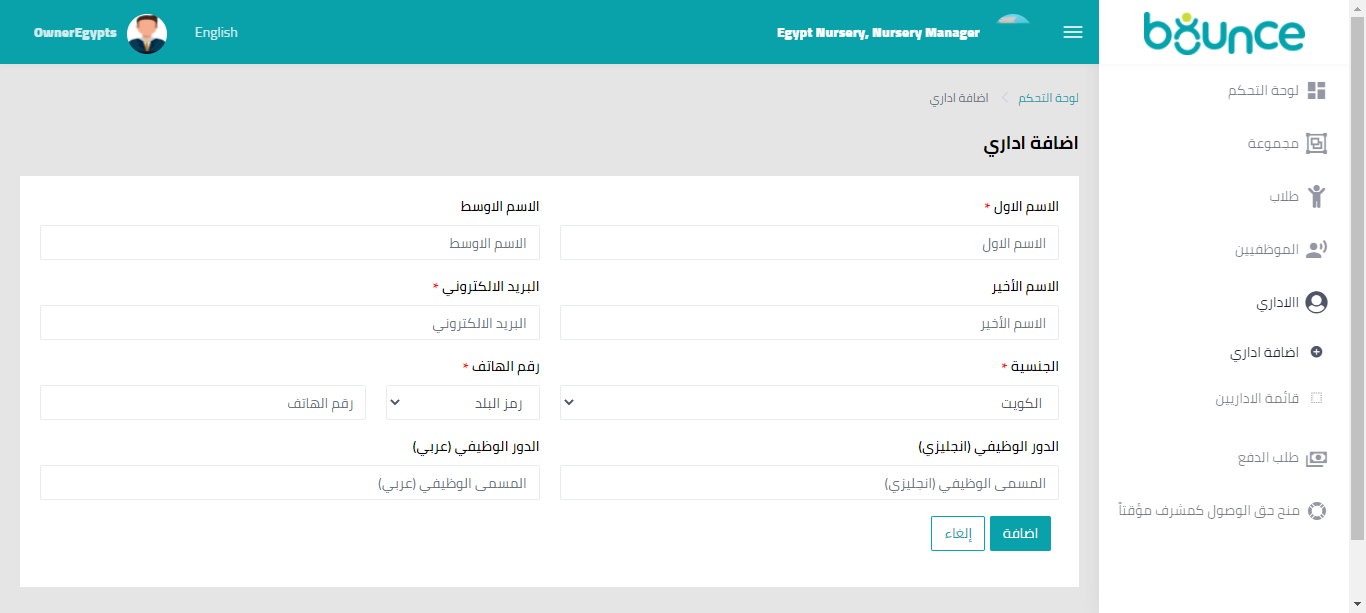 bounce
Egypt Nursery, Nursery Manager
English
OwnerEgypts
لوحة التحكم
مجموعة
طلاب
الموظفيين
االاداري
اضافة اداري
قائمة الاداريين
طلب الدفع
منح حق الوصول كمشرف مؤقتاً
لوحة التحكم
اضافة اداري
اضافة اداري
الاسم الاول *
الاسم الاول
الاسم الاوسط
الاسم الاوسط
الاسم الأخير
الاسم الأخير
البريد الالكتروني *
البريد الالكتروني
الجنسية *
الكويت
رقم الهاتف *
رمز البلد
رقم الهاتف
الدور الوظيفي (انجليزي)
المسمى الوظيفي (انجليزي)
الدور الوظيفي (عربي)
المسمى الوظيفي (عربي)
اضافة
إلغاء